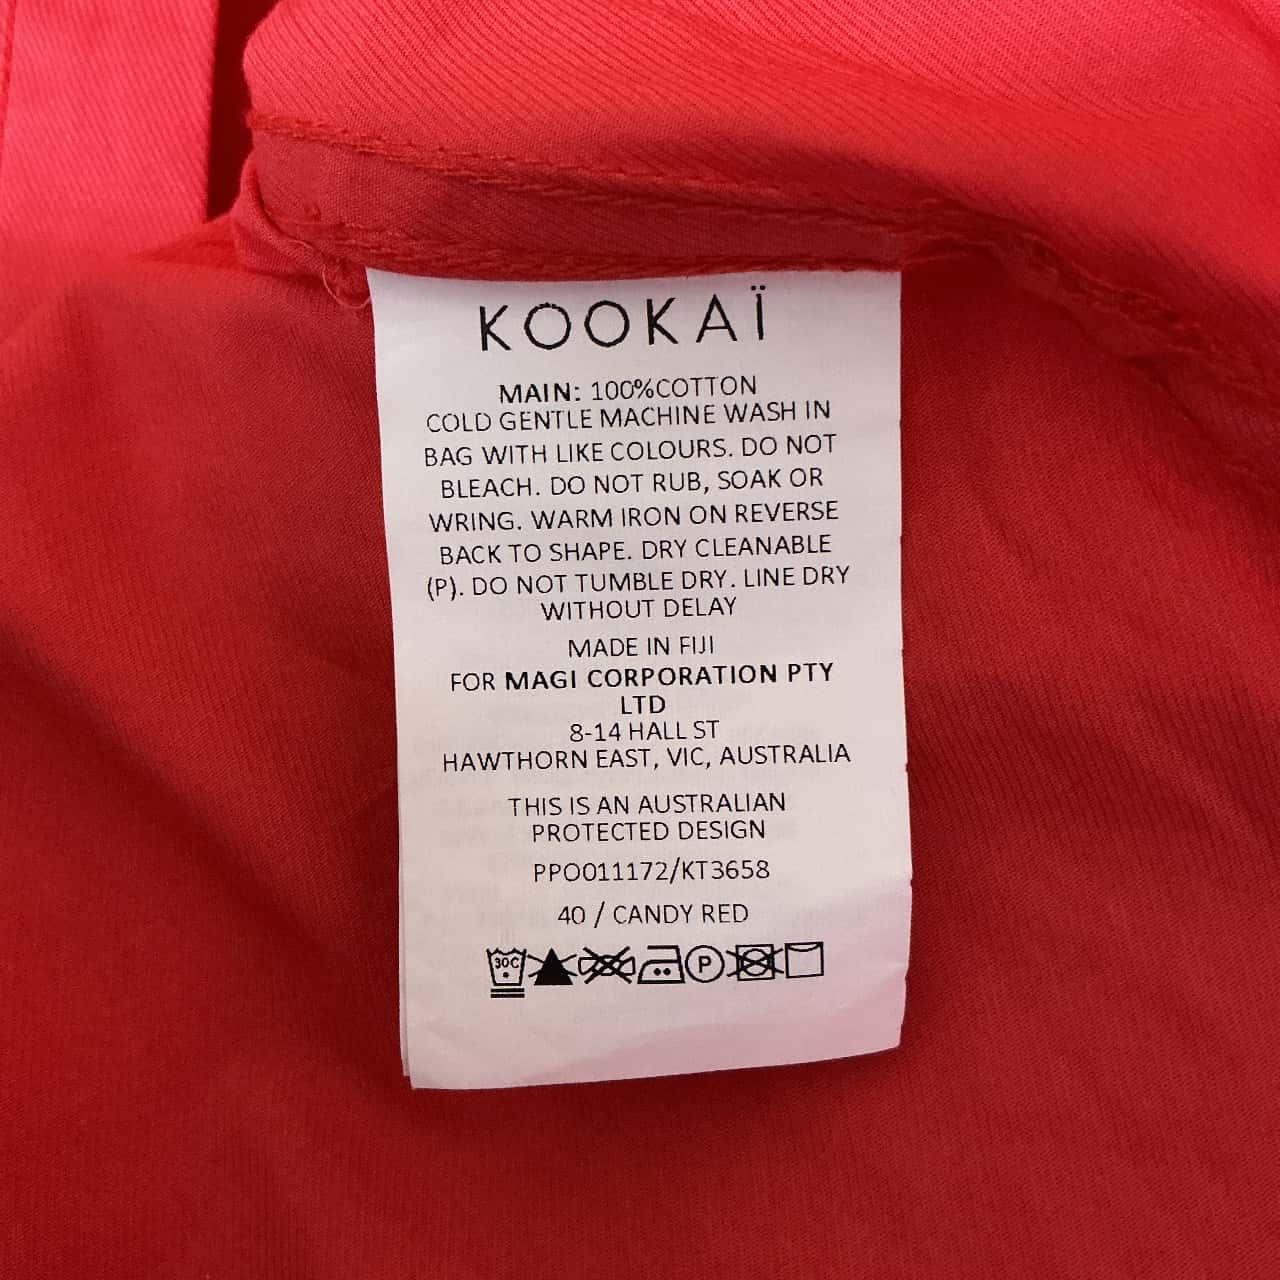 KOOKAÏ
MAIN: 100%COTTON
COLD GENTLE MACHINE WASH IN
BAG WITH LIKE COLOURS. DO NOT
BLEACH. DO NOT RUB, SOAK OR
WRING. WARM IRON ON REVERSE
BACK TO SHAPE. DRY CLEANABLE
(P). DO NOT TUMBLE DRY. LINE DRY
WITHOUT DELAY
MADE IN FIJI
FOR MAGI CORPORATION PTY
LTD
8-14 HALL ST
HAWTHORN EAST, VIC, AUSTRALIA
THIS IS AN AUSTRALIAN
PROTECTED DESIGN
PPO011172/KT3658
40 / CANDY RED
30C P